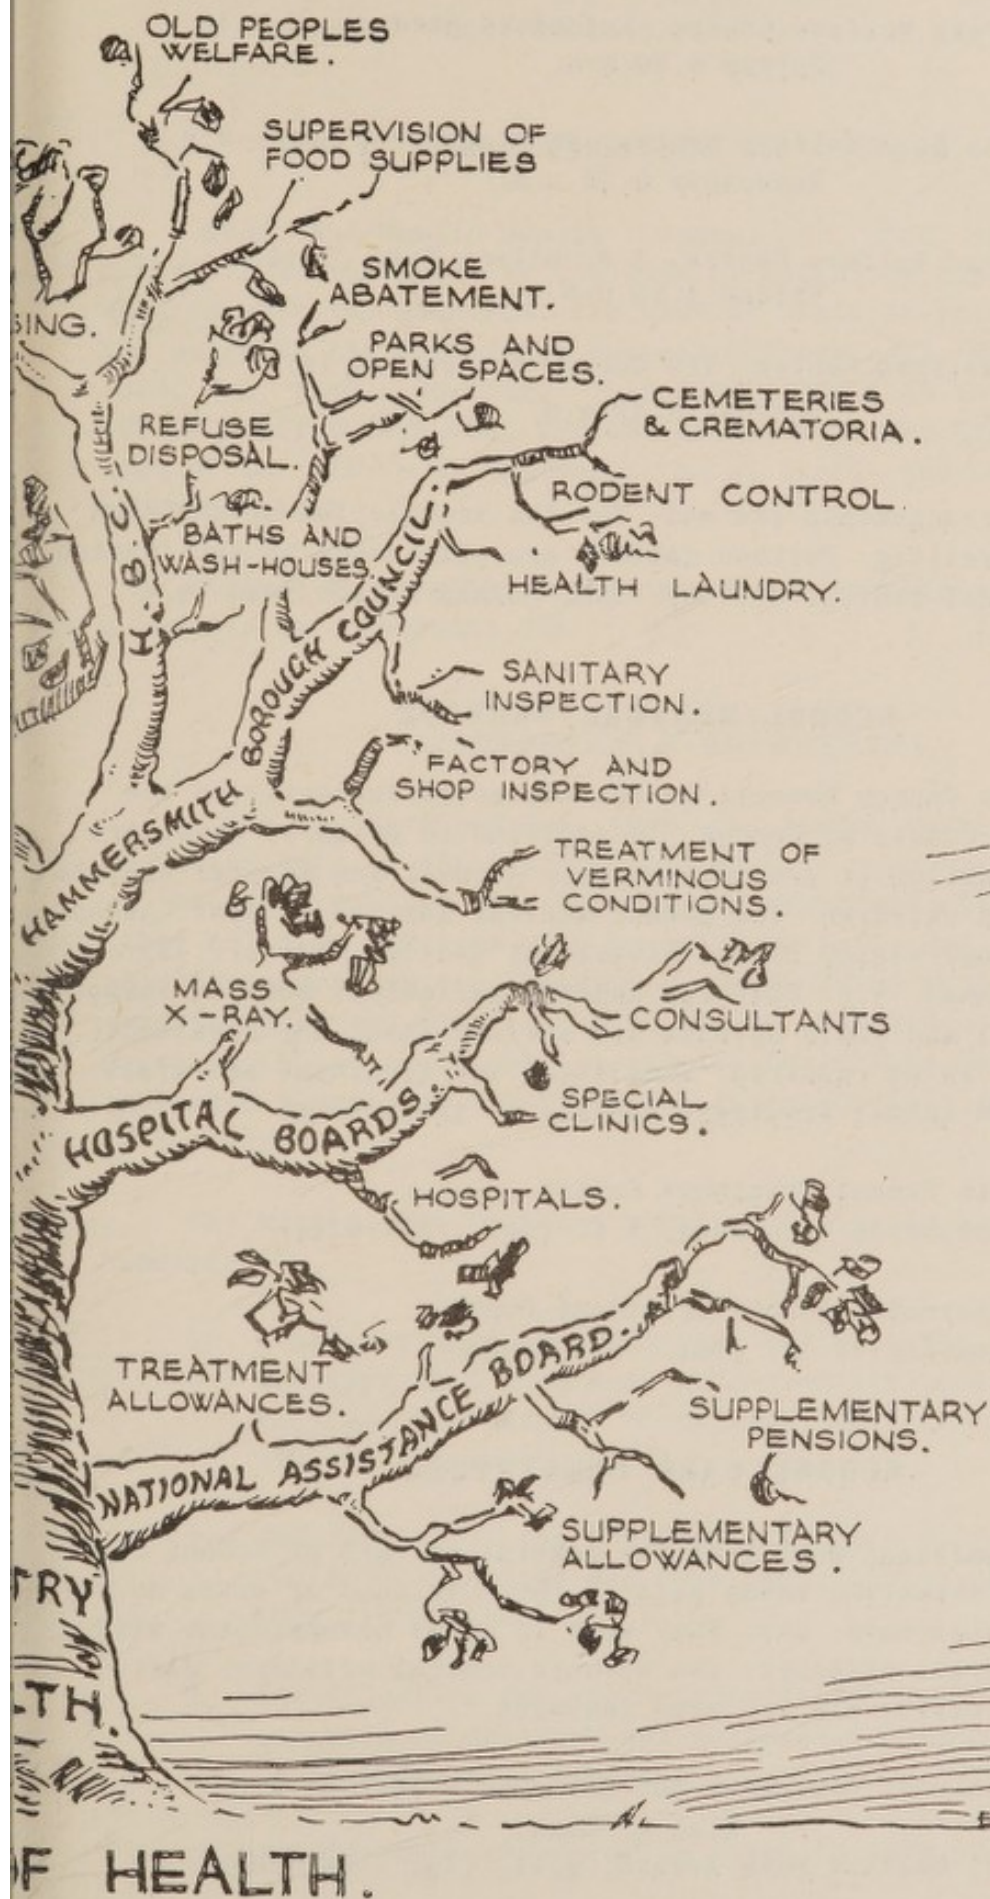 OLD PEOPLES
WELFARE.
SUPERVISION OF
FOOD SUPPLIES
SMOKE
ABATEMENT.
SING.
PARKS AND
OPEN SPACES.
CEMETERIES
& CREMATORIA.
REFUSE
DISPOSAL.
RODENT CONTROL.
BATHS AND
WASH-HOUSES
HEALTH LAUNDRY.
H.B.C.
SANITARY
INSPECTION.
HAMMERSMITH BOROUGH COUNCIL.
FACTORY AND
SHOP INSPECTION.
TREATMENT OF
VERMINOUS
CONDITIONS.
MASS
X-RAY.
CONSULTANTS
SPECIAL
CLINICS.
HOSPITAL BOARDS.
HOSPITALS.
TREATMENT
ALLOWANCES.
NATIONAL ASSISTANCE BOARD.
SUPPLEMENTARY
PENSIONS.
SUPPLEMENTARY
ALLOWANCES.
TRY
LTH.
OF HEALTH.